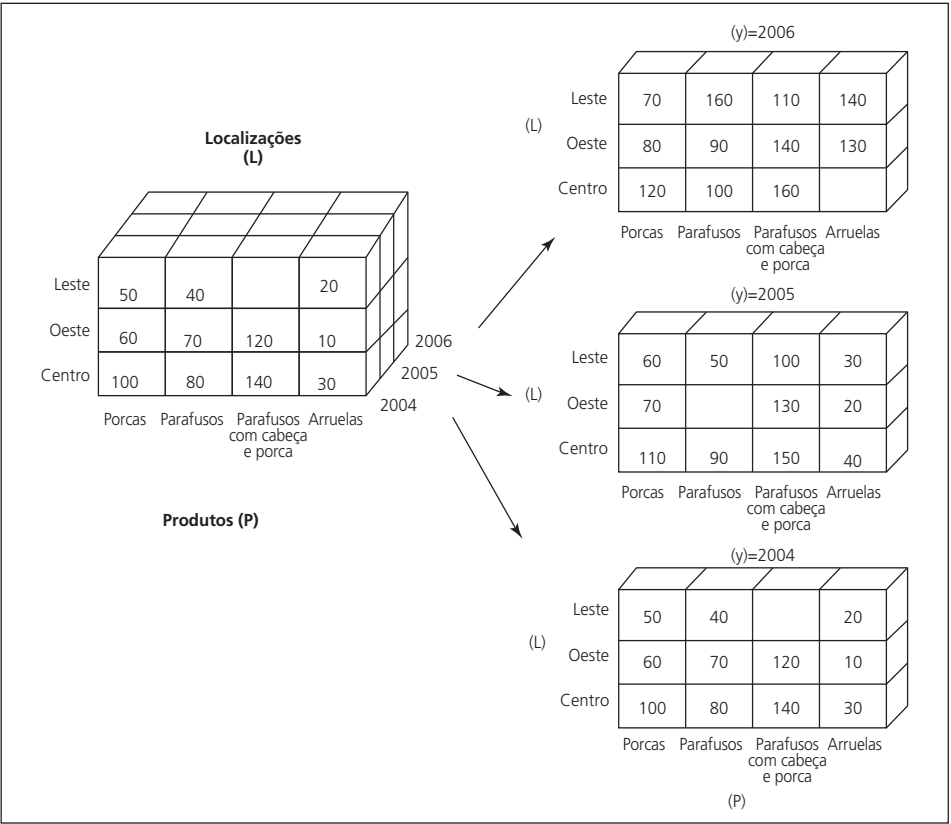 Localizações
(L)
Leste 50 40 20
Oeste 60 70 120 10
Centro 100 80 140 30
2006
2005
2004
Porcas Parafusos Parafusos Arruelas
com cabeça
e porca
Produtos (P)
(y)=2006
(L)
Leste 70 160 110 140
Oeste 80 90 140 130
Centro 120 100 160
Porcas Parafusos Parafusos Arruelas
com cabeça
e porca
(y)=2005
(L)
Leste 60 50 100 30
Oeste 70 130 20
Centro 110 90 150 40
Porcas Parafusos Parafusos Arruelas
com cabeça
e porca
(y)=2004
(L)
Leste 50 40 20
Oeste 60 70 120 10
Centro 100 80 140 30
Porcas Parafusos Parafusos Arruelas
com cabeça
e porca
(P)